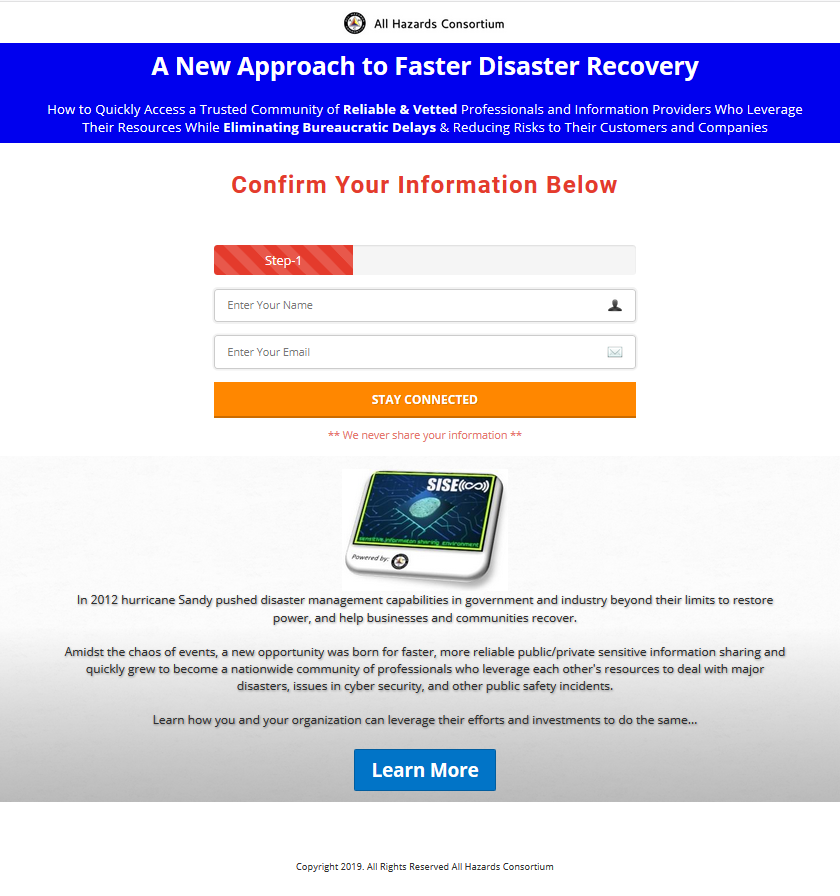 All Hazards Consortium
A New Approach to Faster Disaster Recovery
How to Quickly Access a Trusted Community of Reliable & Vetted Professionals and Information Providers Who Leverage
Their Resources While Eliminating Bureaucratic Delays & Reducing Risks to Their Customers and Companies
Confirm Your Information Below
Step-1
Enter Your Name
Enter Your Email
STAY CONNECTED
** We never share your information **
SISE
sensitive information sharing environment
Powered by:
In 2012 hurricane Sandy pushed disaster management capabilities in government and industry beyond their limits to restore
power, and help businesses and communities recover.
Amidst the chaos of events, a new opportunity was born for faster, more reliable public/private sensitive information sharing and
quickly grew to become a nationwide community of professionals who leverage each other's resources to deal with major
disasters, issues in cyber security, and other public safety incidents.
Learn how you and your organization can leverage their efforts and investments to do the same...
Learn More
Copyright 2019. All Rights Reserved All Hazards Consortium